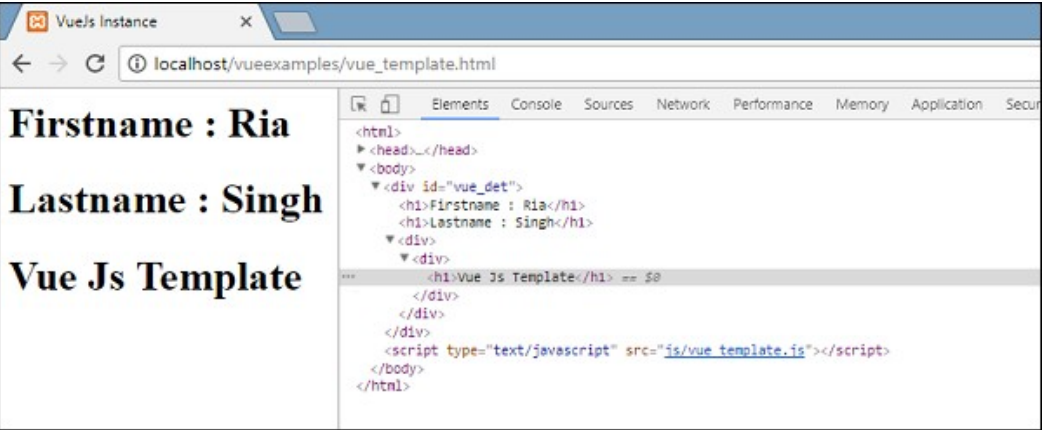 VueJs Instance
localhost/vueexamples/vue_template.html
Firstname : Ria
Lastname : Singh
Vue Js Template
Elements Console Sources Network Performance Memory Application Secur
<html>
<head>…</head>
<body>
<div id="vue_det">
<h1>Firstname : Ria</h1>
<h1>Lastname : Singh</h1>
<div>
<div>
... <h1>Vue Js Template</h1> == $0
</div>
</div>
</div>
<script type="text/javascript" src="js/vue_template.js"></script>
</body>
</html>